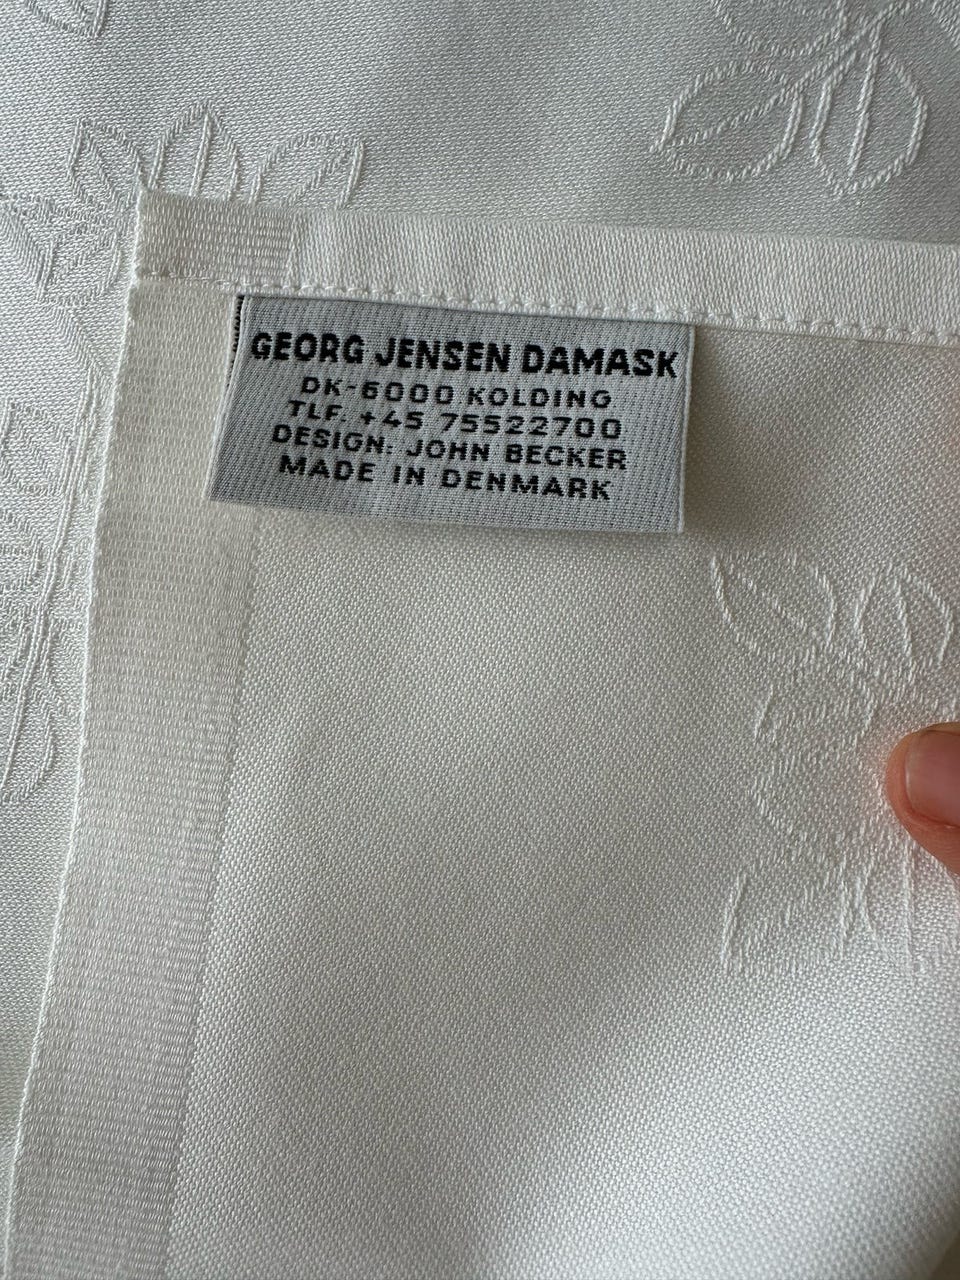 GEORG JENSEN DAMASK
DK-6000 KOLDING
TLF. +45 75522700
DESIGN: JOHN BECKER
MADE IN DENMARK